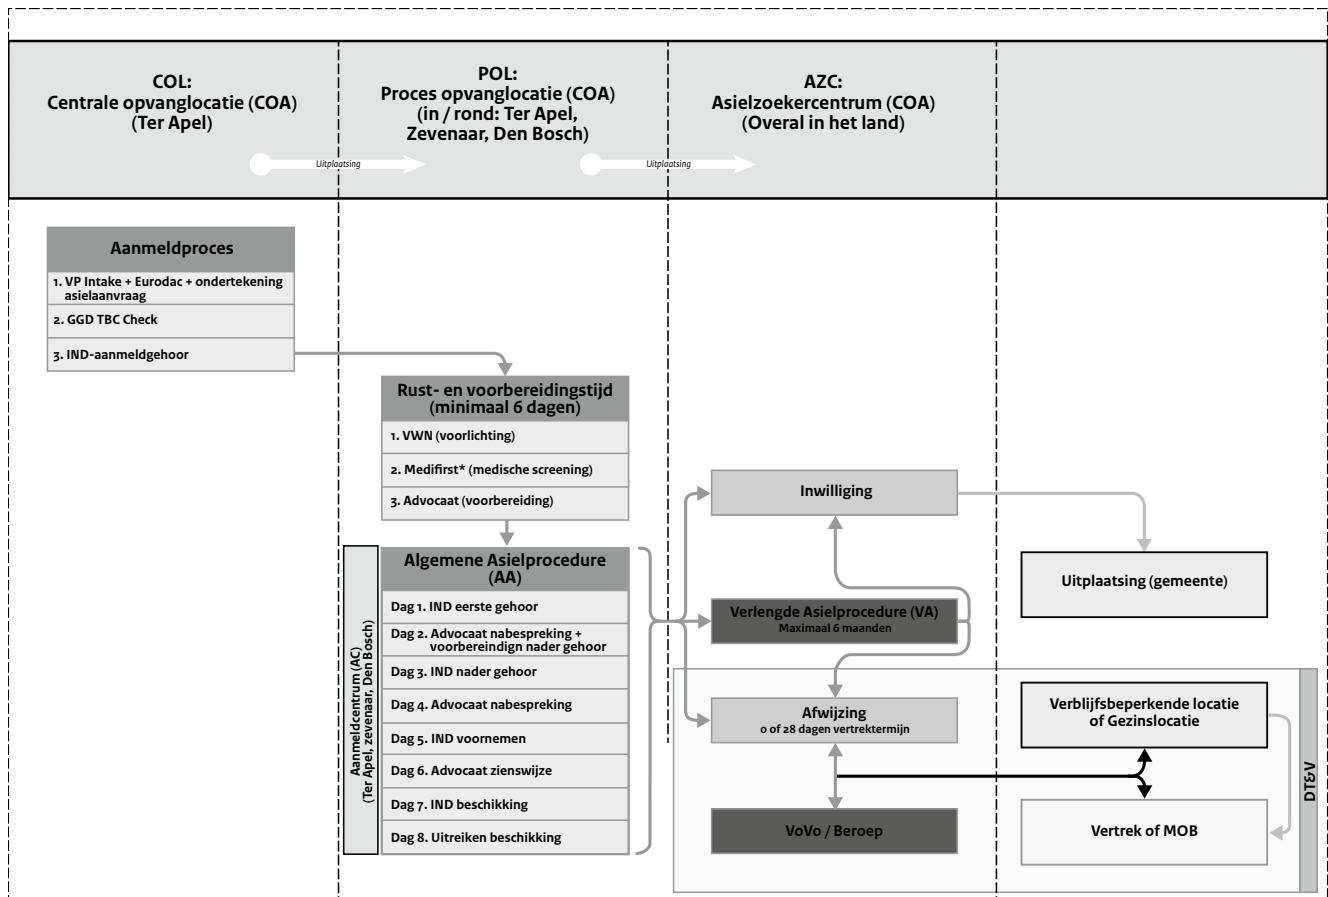 COL:
Centrale opvanglocatie (COA)
(Ter Apel)
POL:
Proces opvanglocatie (COA)
(in / rond: Ter Apel,
Zevenaar, Den Bosch)
AZC:
Asielzoekercentrum (COA)
(Overal in het land)
Uitplaatsing
Uitplaatsing
Aanmeldproces
1. VP Intake + Eurodac + ondertekening
asielaanvraag
2. GGD TBC Check
3. IND-aanmeldgehoor
Rust- en voorbereidingstijd
(minimaal 6 dagen)
1. VWN (voorlichting)
2. Medifirst* (medische screening)
3. Advocaat (voorbereiding)
Aanmeldcentrum (AC)
(Ter Apel, zevenaar, Den Bosch)
Algemene Asielprocedure
(AA)
Dag 1. IND eerste gehoor
Dag 2. Advocaat nabespreking +
voorbereindign nader gehoor
Dag 3. IND nader gehoor
Dag 4. Advocaat nabespreking
Dag 5. IND voornemen
Dag 6. Advocaat zienswijze
Dag 7. IND beschikking
Dag 8. Uitreiken beschikking
Inwilliging
Verlengde Asielprocedure (VA)
Maximaal 6 maanden
Afwijzing
0 of 28 dagen vertrektermijn
VoVo / Beroep
Uitplaatsing (gemeente)
Verblijfsbeperkende locatie
of Gezinslocatie
Vertrek of MOB
DT&V